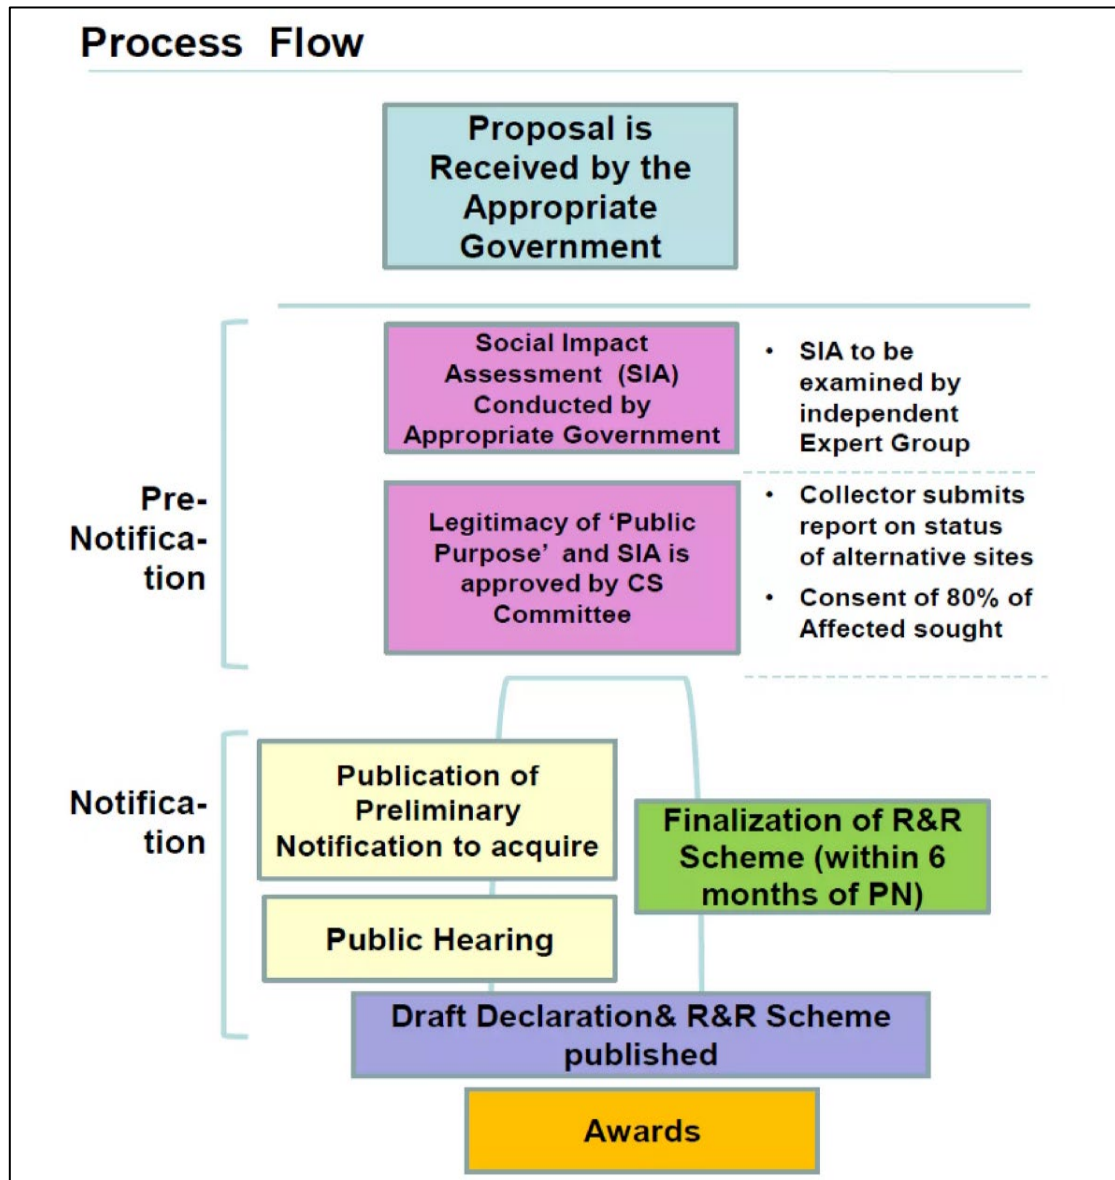 Process Flow
Proposal is
Received by the
Appropriate
Government
Pre-
Notifica-
tion
Social Impact
Assessment (SIA)
Conducted by
Appropriate Government
• SIA to be
examined by
independent
Expert Group
Legitimacy of ‘Public
Purpose’ and SIA is
approved by CS
Committee
• Collector submits
report on status
of alternative sites
• Consent of 80% of
Affected sought
Notifica-
tion
Publication of
Preliminary
Notification to acquire
Finalization of R&R
Scheme (within 6
months of PN)
Public Hearing
Draft Declaration& R&R Scheme
published
Awards